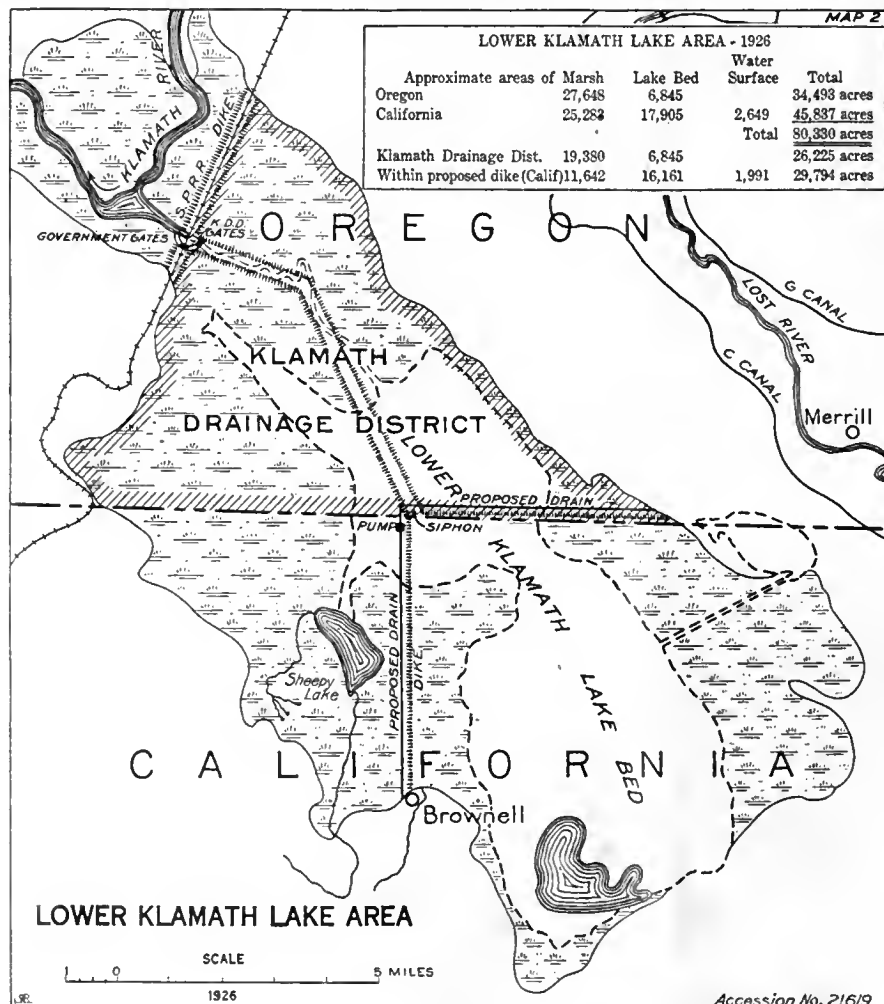 MAP 2
LOWER KLAMATH LAKE AREA - 1926
Water
Approximate areas of Marsh Lake Bed Surface Total
Oregon 27,648 6,845 34,493 acres
California 25,283 17,905 2,649 45,837 acres
Total 80,330 acres
Klamath Drainage Dist. 19,380 6,845 26,225 acres
Within proposed dike (Calif) 11,642 16,161 1,991 29,794 acres
KLAMATH RIVER
S.P.R.R. DIKE
K.D.D. GATES
GOVERNMENT GATES
OREGON
LOST RIVER
G CANAL
C CANAL
Merrill
KLAMATH
DRAINAGE DISTRICT
LOWER KLAMATH LAKE BED
PROPOSED DRAIN
PUMP
SIPHON
PROPOSED DRAIN
DIKE
Sheepy
Lake
CALIFORNIA
Brownell
LOWER KLAMATH LAKE AREA
SCALE
1 0 5 MILES
1926
Accession No. 21619